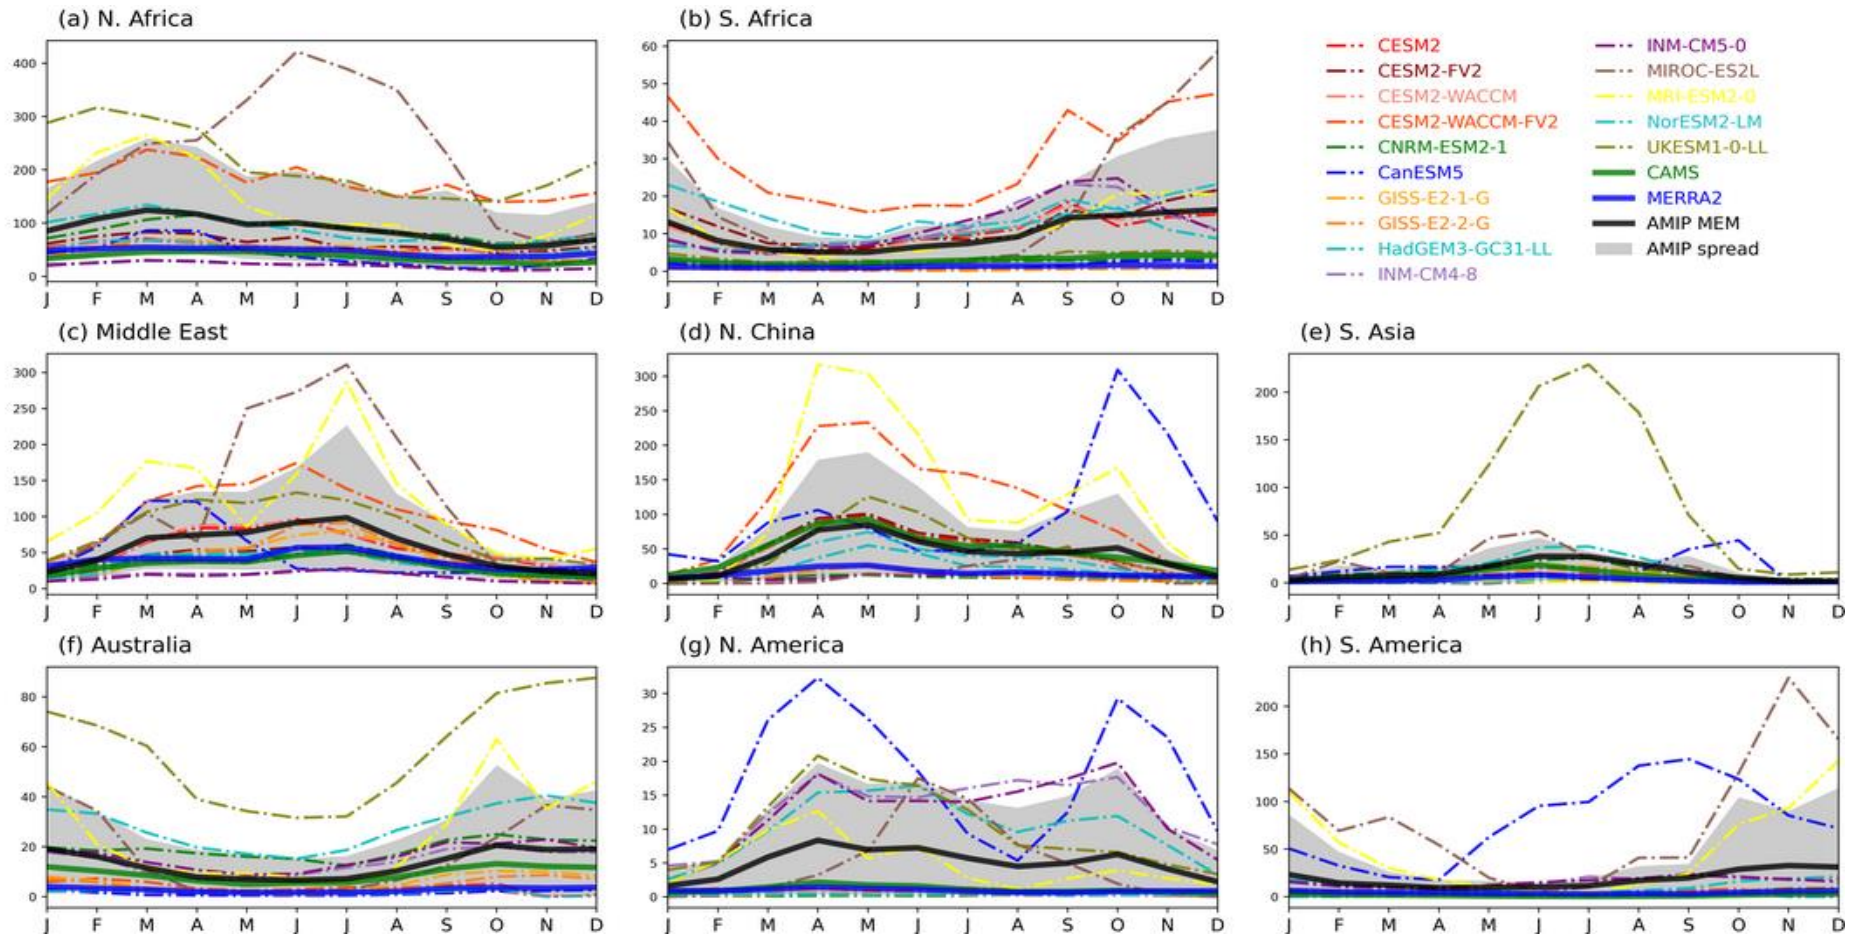 (a) N. Africa
400
300
200
100
0
J F M A M J J A S O N D
(b) S. Africa
60
50
40
30
20
10
0
J F M A M J J A S O N D
CESM2
CESM2-FV2
CESM2-WACCM
CESM2-WACCM-FV2
CNRM-ESM2-1
CanESM5
GISS-E2-1-G
GISS-E2-2-G
HadGEM3-GC31-LL
INM-CM4-8
INM-CM5-0
MIROC-ES2L
MRI-ESM2-0
NorESM2-LM
UKESM1-0-LL
CAMS
MERRA2
AMIP MEM
AMIP spread
(c) Middle East
300
250
200
150
100
50
0
J F M A M J J A S O N D
(d) N. China
300
250
200
150
100
50
0
J F M A M J J A S O N D
(e) S. Asia
200
150
100
50
0
J F M A M J J A S O N D
(f) Australia
80
60
40
20
0
J F M A M J J A S O N D
(g) N. America
30
25
20
15
10
5
0
J F M A M J J A S O N D
(h) S. America
200
150
100
50
0
J F M A M J J A S O N D